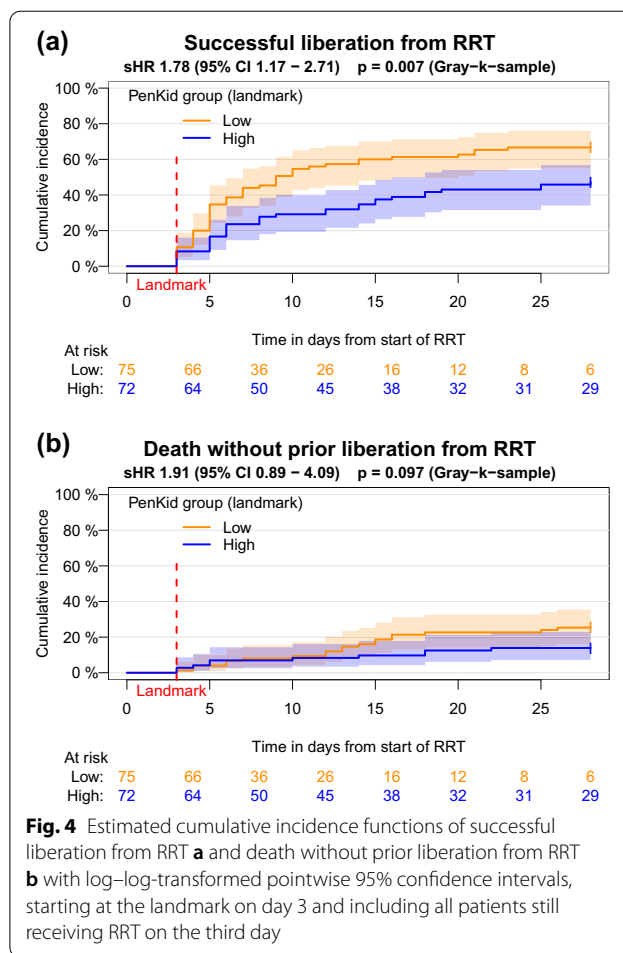 (a)
Successful liberation from RRT
sHR 1.78 (95% CI 1.17 − 2.71) p = 0.007 (Gray−k−sample)
PenKid group (landmark)
Low
High
Cumulative incidence
100 %
80 %
60 %
40 %
20 %
0 %
Landmark
0 5 10 15 20 25
Time in days from start of RRT
At risk
Low: 75 66 36 26 16 12 8 6
High: 72 64 50 45 38 32 31 29
(b)
Death without prior liberation from RRT
sHR 1.91 (95% CI 0.89 − 4.09) p = 0.097 (Gray−k−sample)
PenKid group (landmark)
Low
High
Cumulative incidence
100 %
80 %
60 %
40 %
20 %
0 %
Landmark
0 5 10 15 20 25
Time in days from start of RRT
At risk
Low: 75 66 36 26 16 12 8 6
High: 72 64 50 45 38 32 31 29
Fig. 4 Estimated cumulative incidence functions of successful
liberation from RRT a and death without prior liberation from RRT
b with log–log-transformed pointwise 95% confidence intervals,
starting at the landmark on day 3 and including all patients still
receiving RRT on the third day